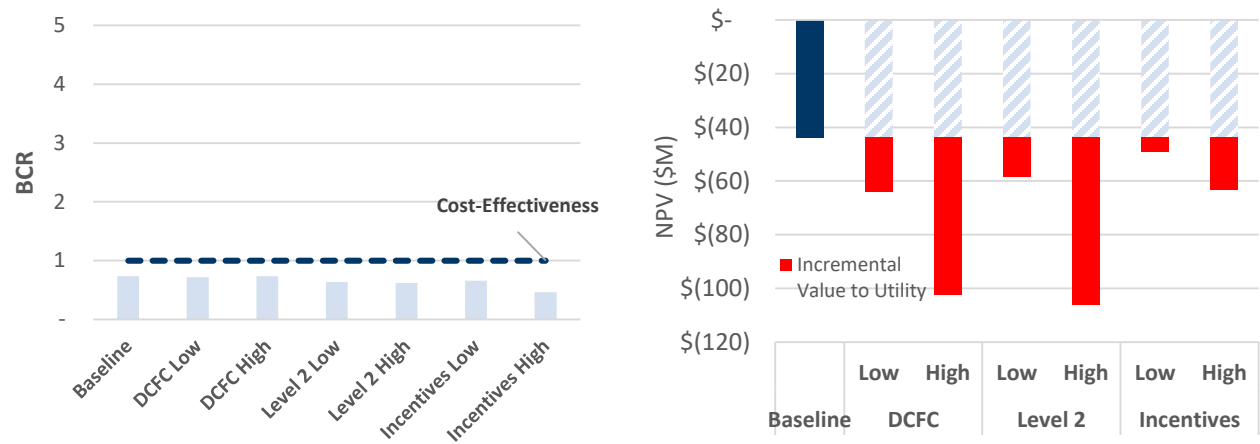 5
4
3
2
1
-
BCR
Cost-Effectiveness
Baseline
DCFC Low
DCFC High
Level 2 Low
Level 2 High
Incentives Low
Incentives High
$-
$(20)
$(40)
$(60)
$(80)
$(100)
$(120)
NPV ($M)
Incremental
Value to Utility
Low High Low High Low High
Baseline DCFC Level 2 Incentives